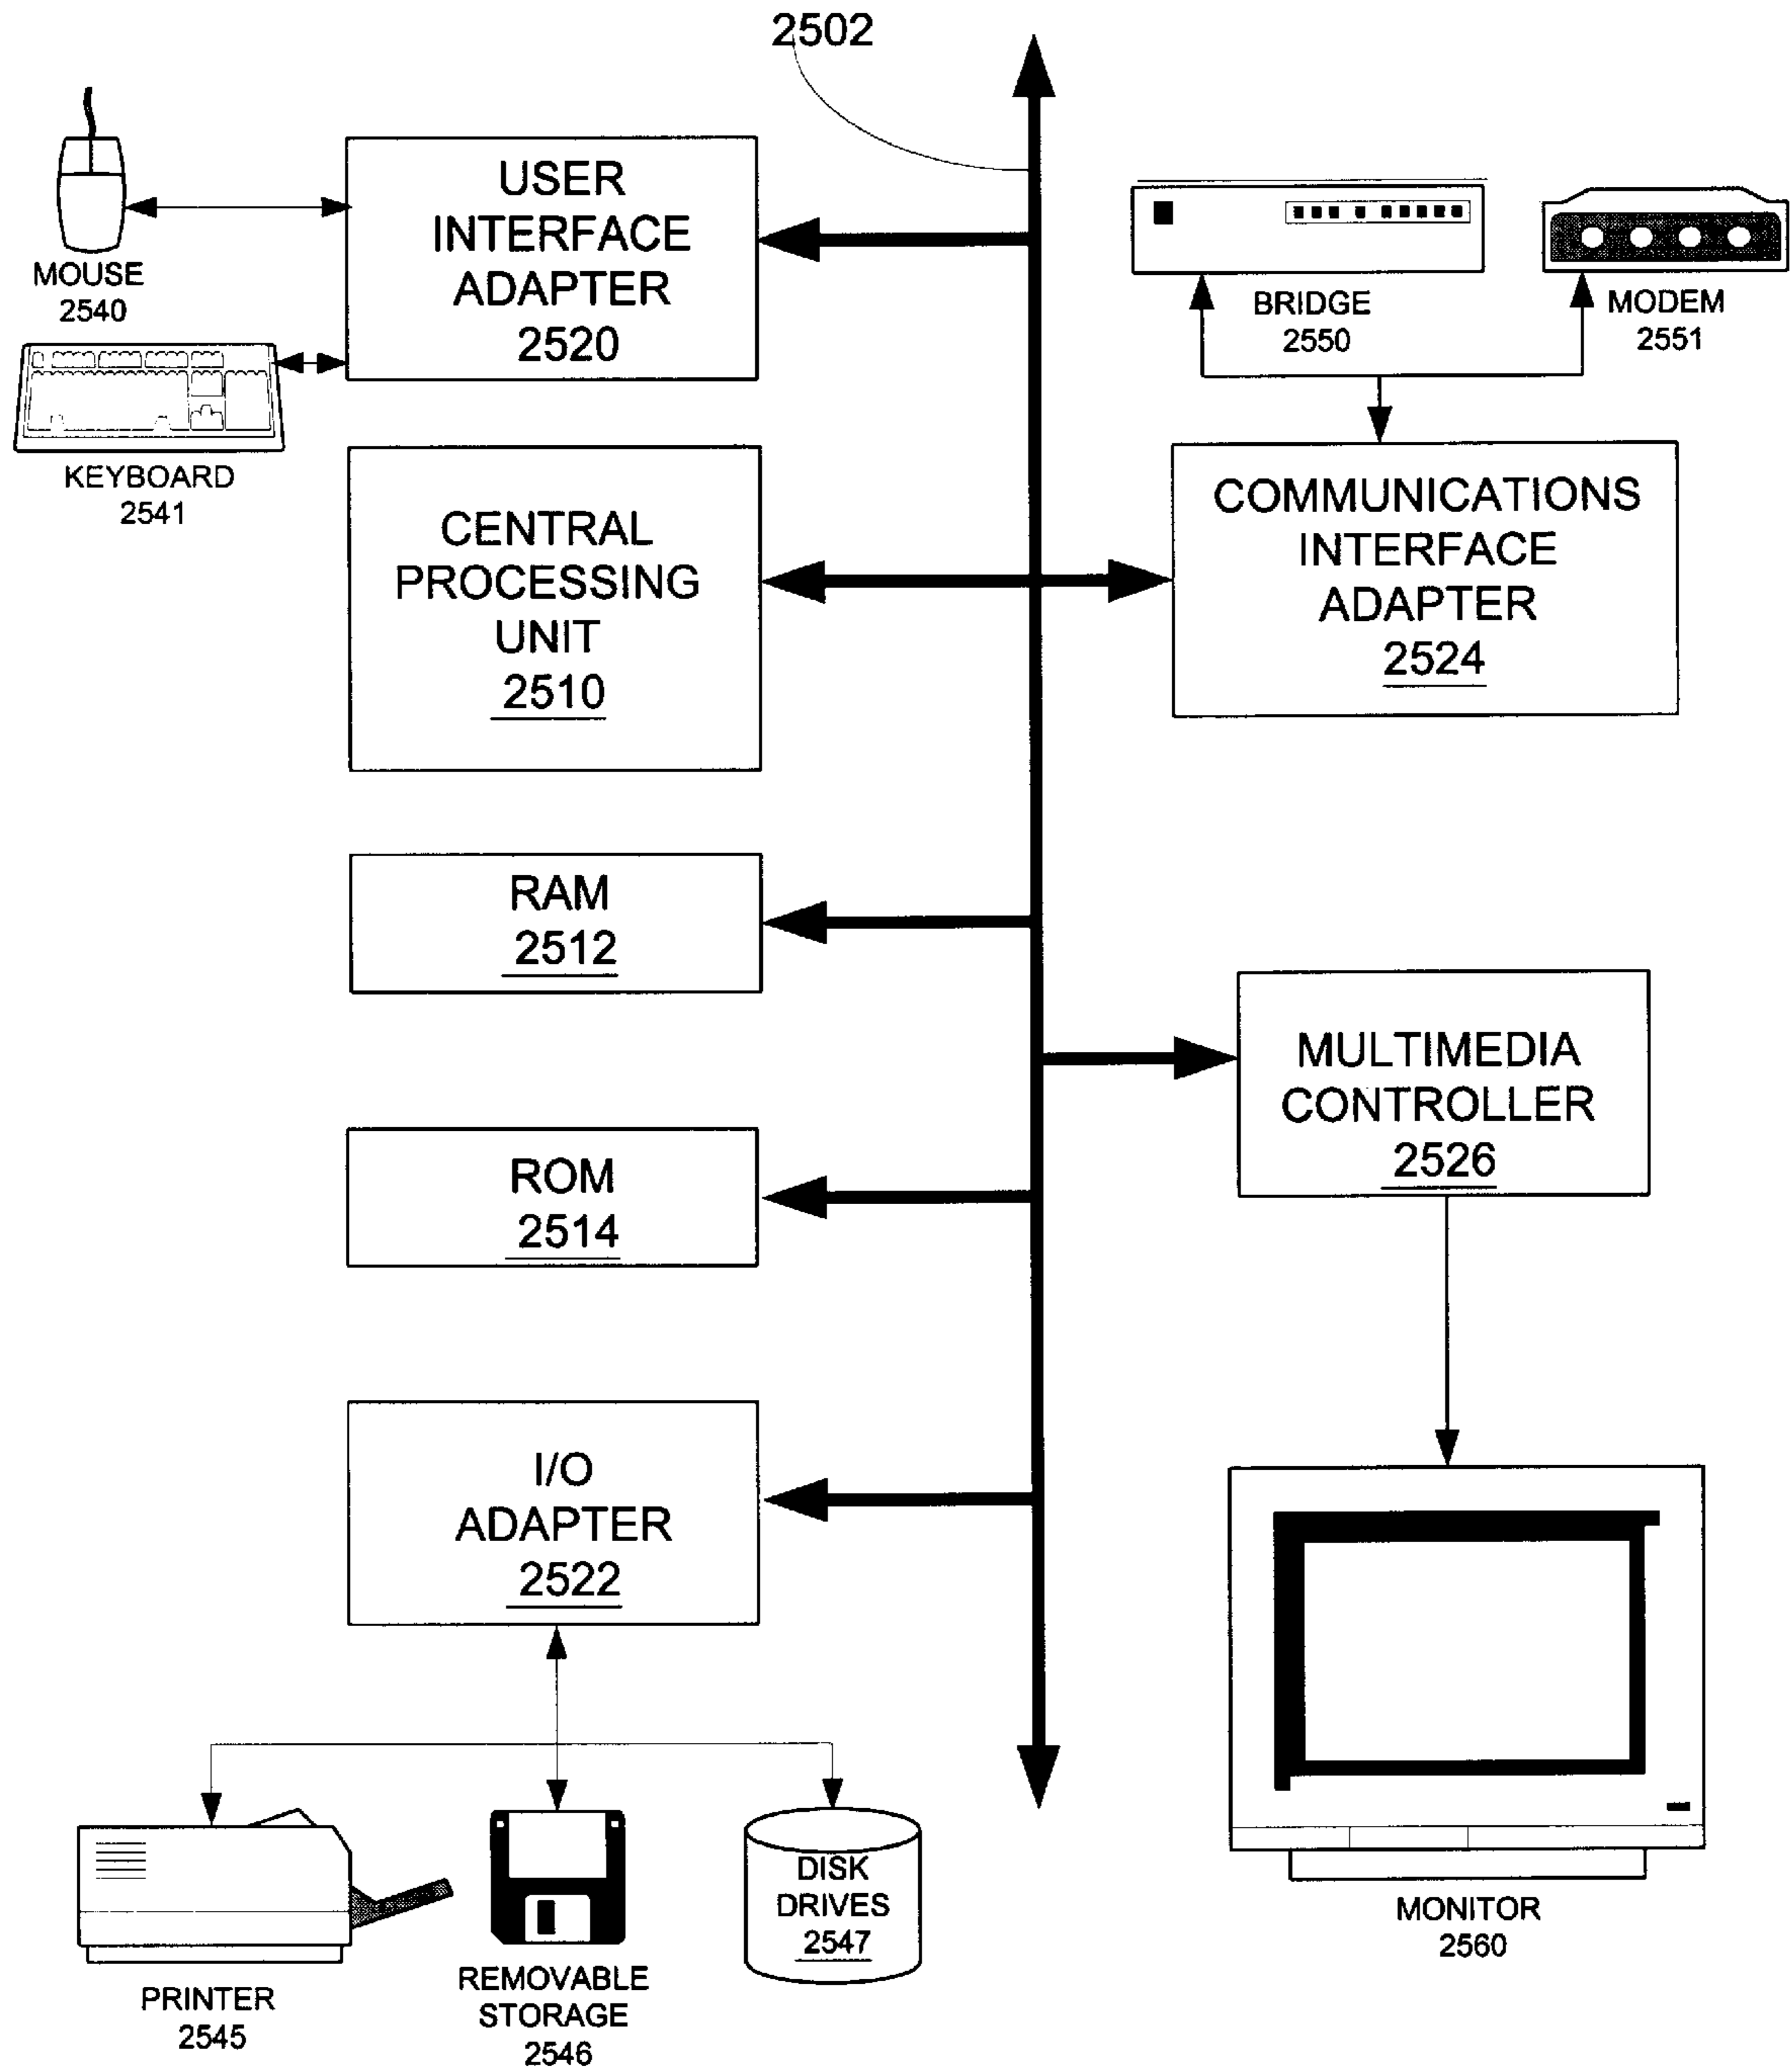 2502
USER
INTERFACE
ADAPTER
2520
MOUSE
2540
KEYBOARD
2541
BRIDGE
2550
MODEM
2551
CENTRAL
PROCESSING
UNIT
2510
COMMUNICATIONS
INTERFACE
ADAPTER
2524
RAM
2512
MULTIMEDIA
CONTROLLER
2526
ROM
2514
I/O
ADAPTER
2522
PRINTER
2545
REMOVABLE
STORAGE
2546
DISK
DRIVES
2547
MONITOR
2560